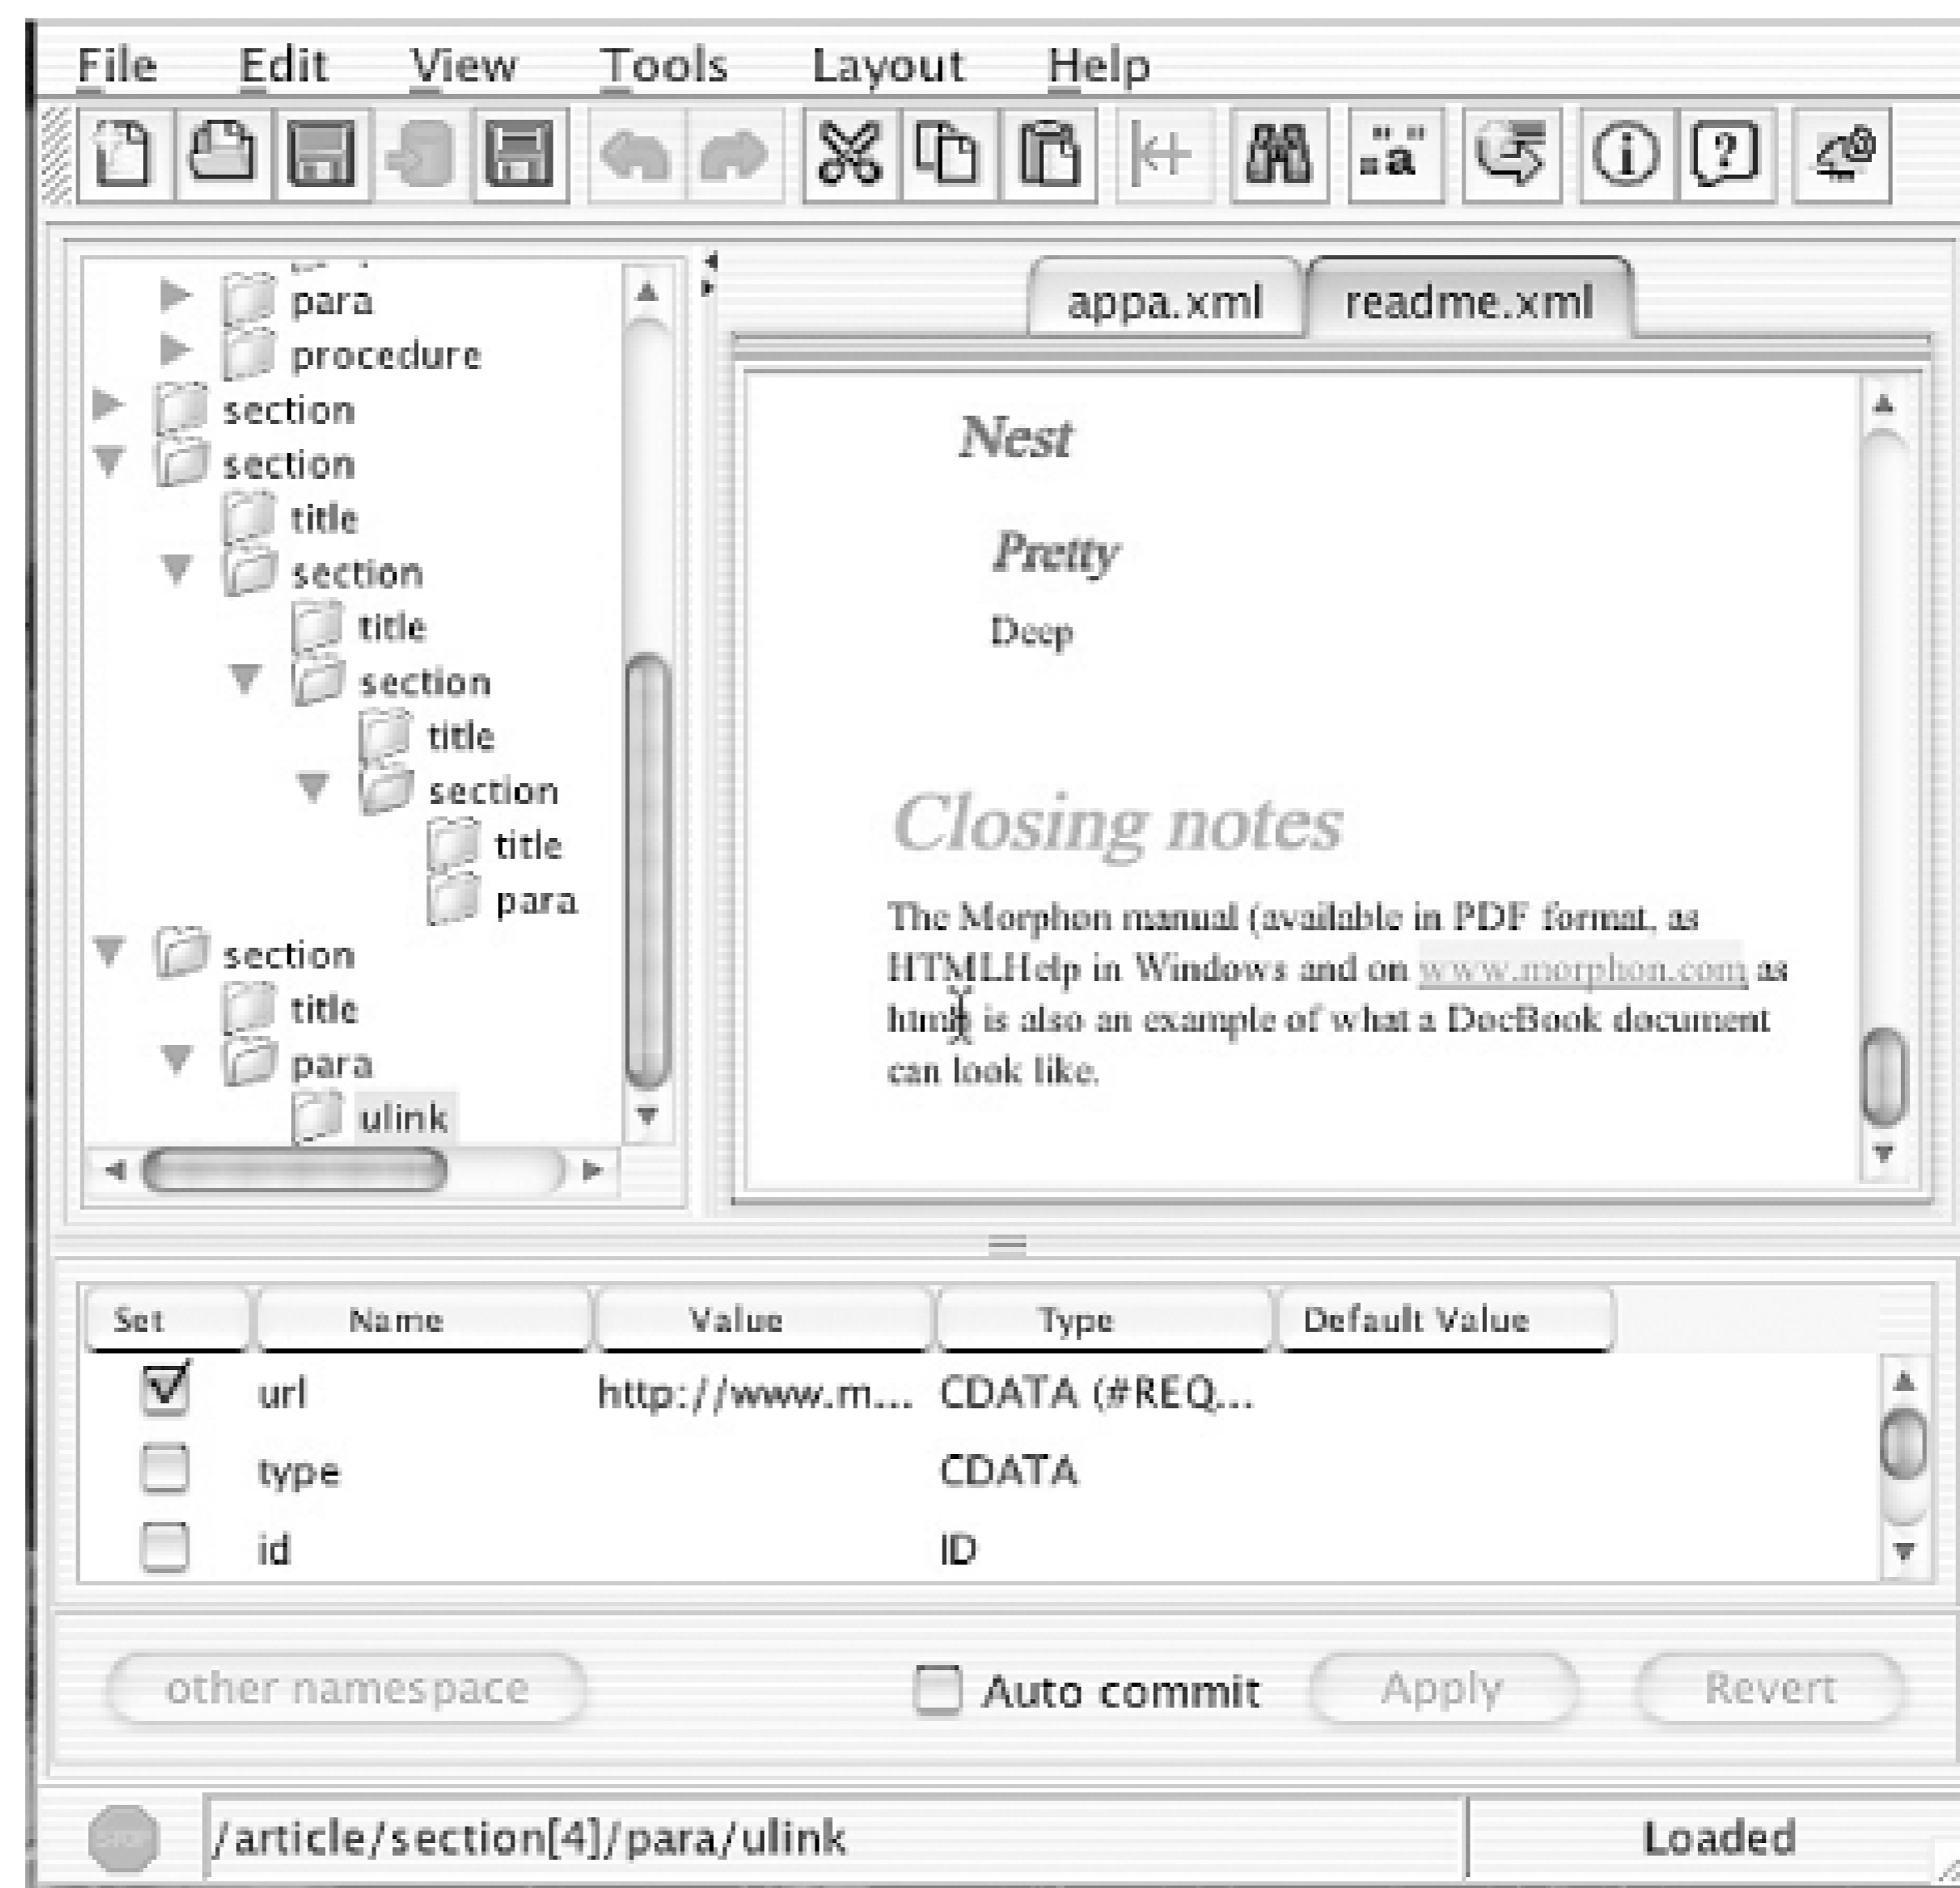 File Edit View Tools Layout Help
"a"
para
procedure
section
section
title
section
title
section
title
section
title
para
section
title
para
ulink
appa.xml readme.xml
Nest
Pretty
Deep
Closing notes
The Morphon manual (available in PDF format, as
HTMLHelp in Windows and on www.morphon.com as
is also an example of what a DocBook document
can look like.
Set Name Value Type Default Value
url http://www.m... CDATA (#REQ...
type CDATA
id ID
other namespace Auto commit Apply Revert
STOP /article/section[4]/para/ulink Loaded